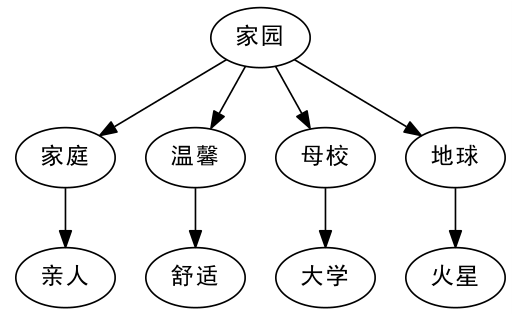 家园
家庭 温馨 母校 地球
亲人 舒适 大学 火星